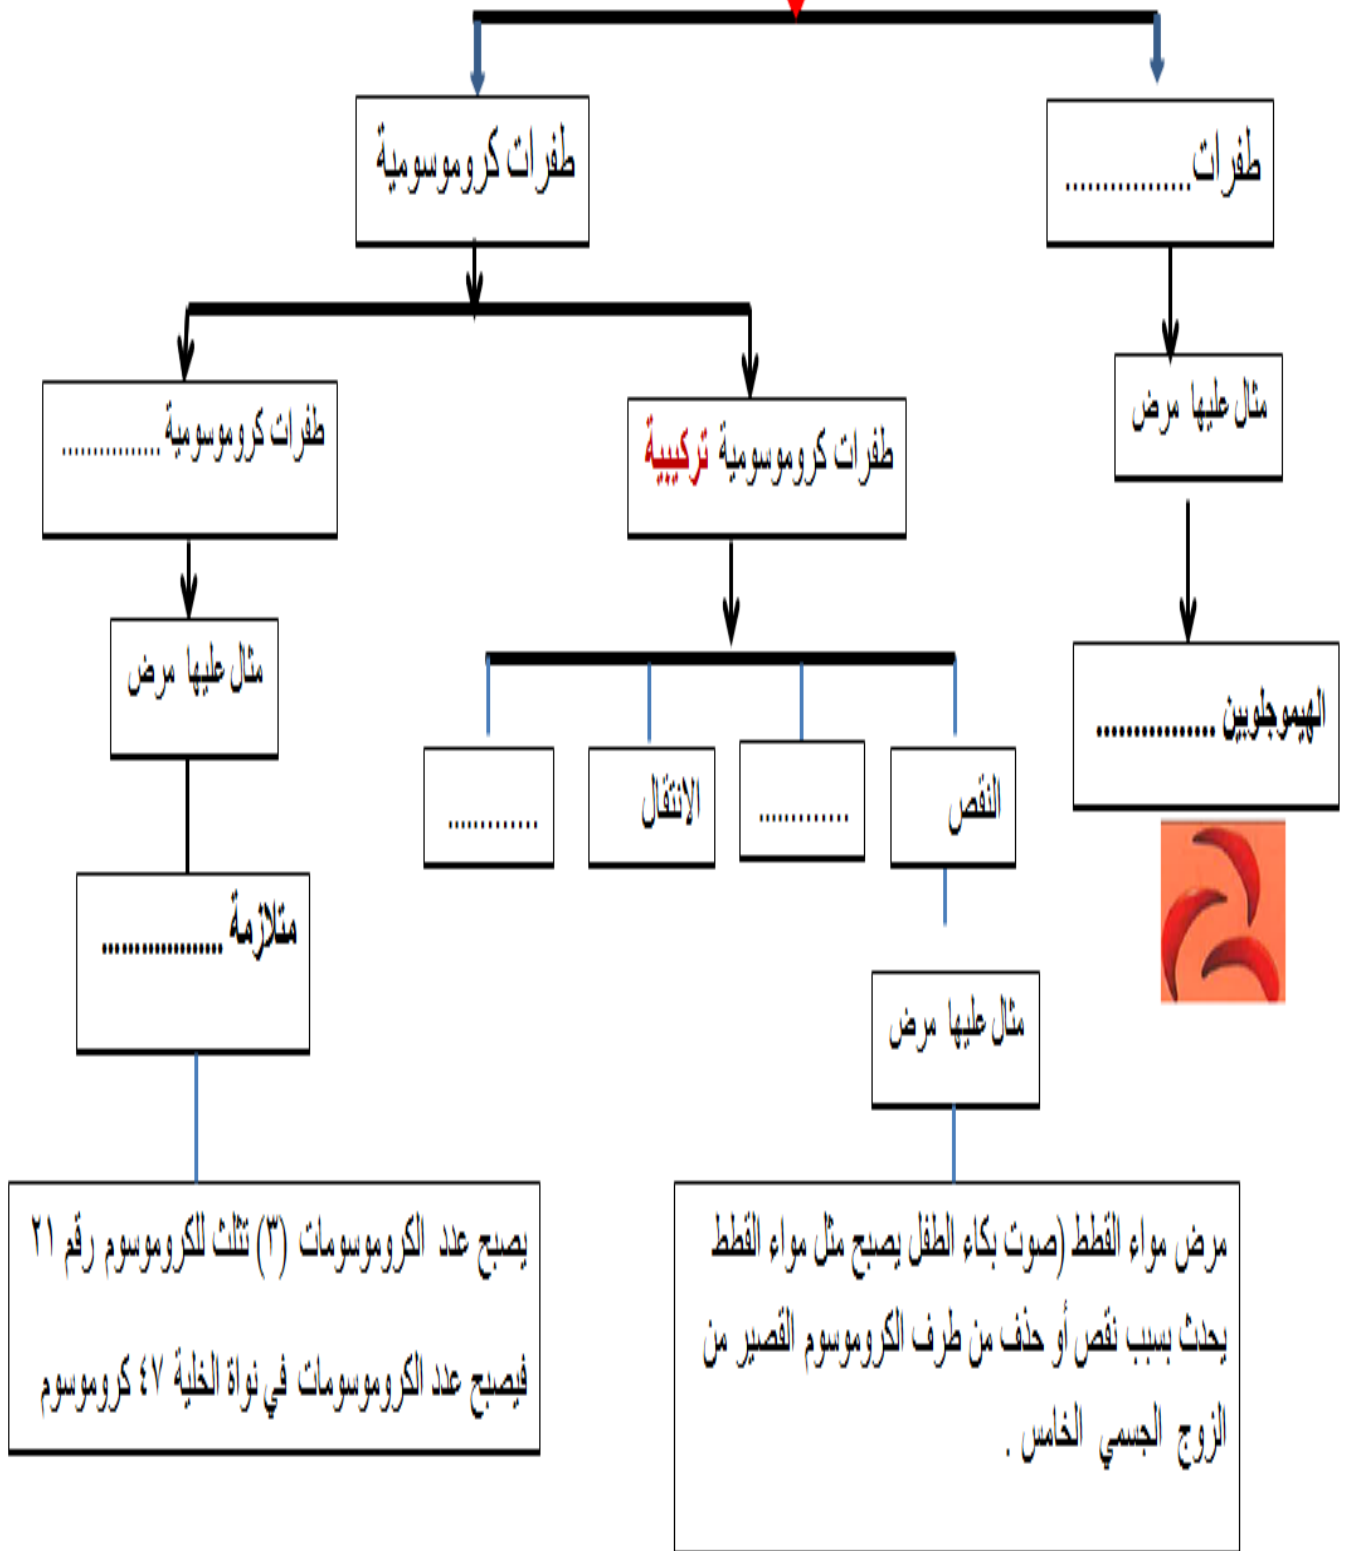 طفرات.................
طفرات كروموسومية
مثال عليها مرض
طفرات كروموسومية تركيبية
طفرات كروموسومية ................
الهيموجلوبين ................
مثال عليها مرض
النقص
.............
الانتقال
.............
متلازمة ..................
مثال عليها مرض
مرض مواء القطط (صوت بكاء الطفل يصبح مثل مواء القطط
يحدث بسبب نقص أو حذف من طرف الكروموسوم القصير من
الزوج الجسمي الخامس .
يصبح عدد الكروموسومات (٣) تثلث للكروموسوم رقم ٢١
فيصبح عدد الكروموسومات في نواة الخلية ٤٧ كروموسوم